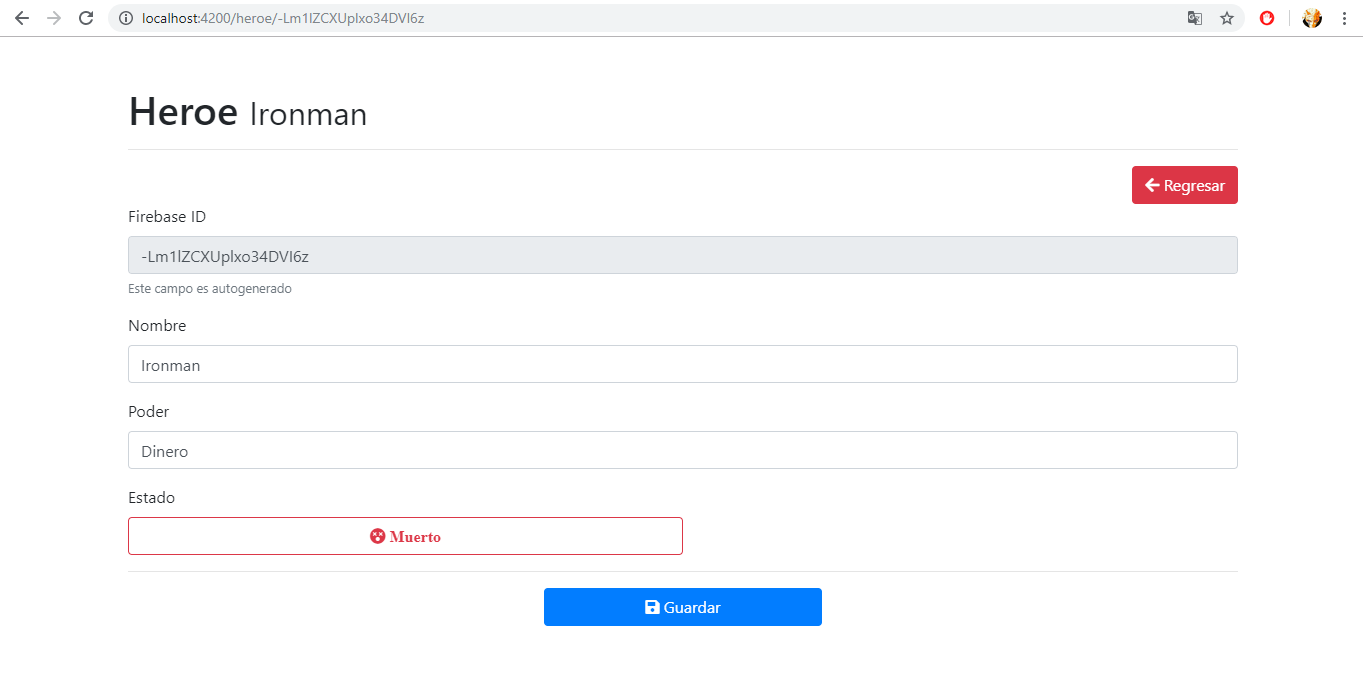 localhost:4200/heroe/-Lm1lZCXUplxo34DVI6z
Heroe Ironman
Regresar
Firebase ID
-Lm1lZCXUplxo34DVI6z
Este campo es autogenerado
Nombre
Ironman
Poder
Dinero
Estado
Muerto
Guardar